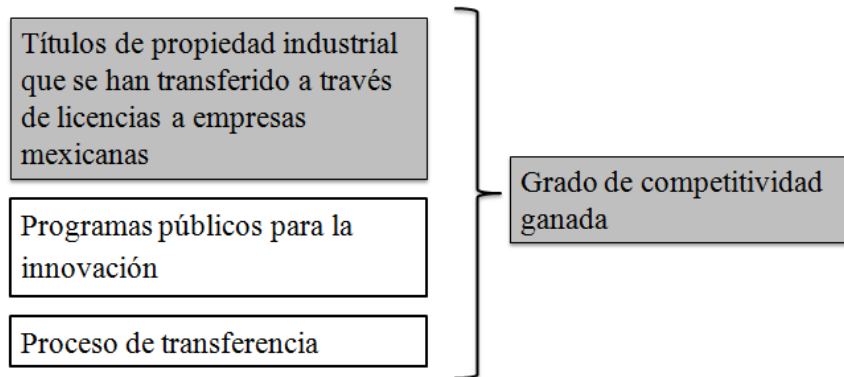 Títulos de propiedad industrial
que se han transferido a través
de licencias a empresas
mexicanas
Programas públicos para la
innovación
Proceso de transferencia
Grado de competitividad
ganada